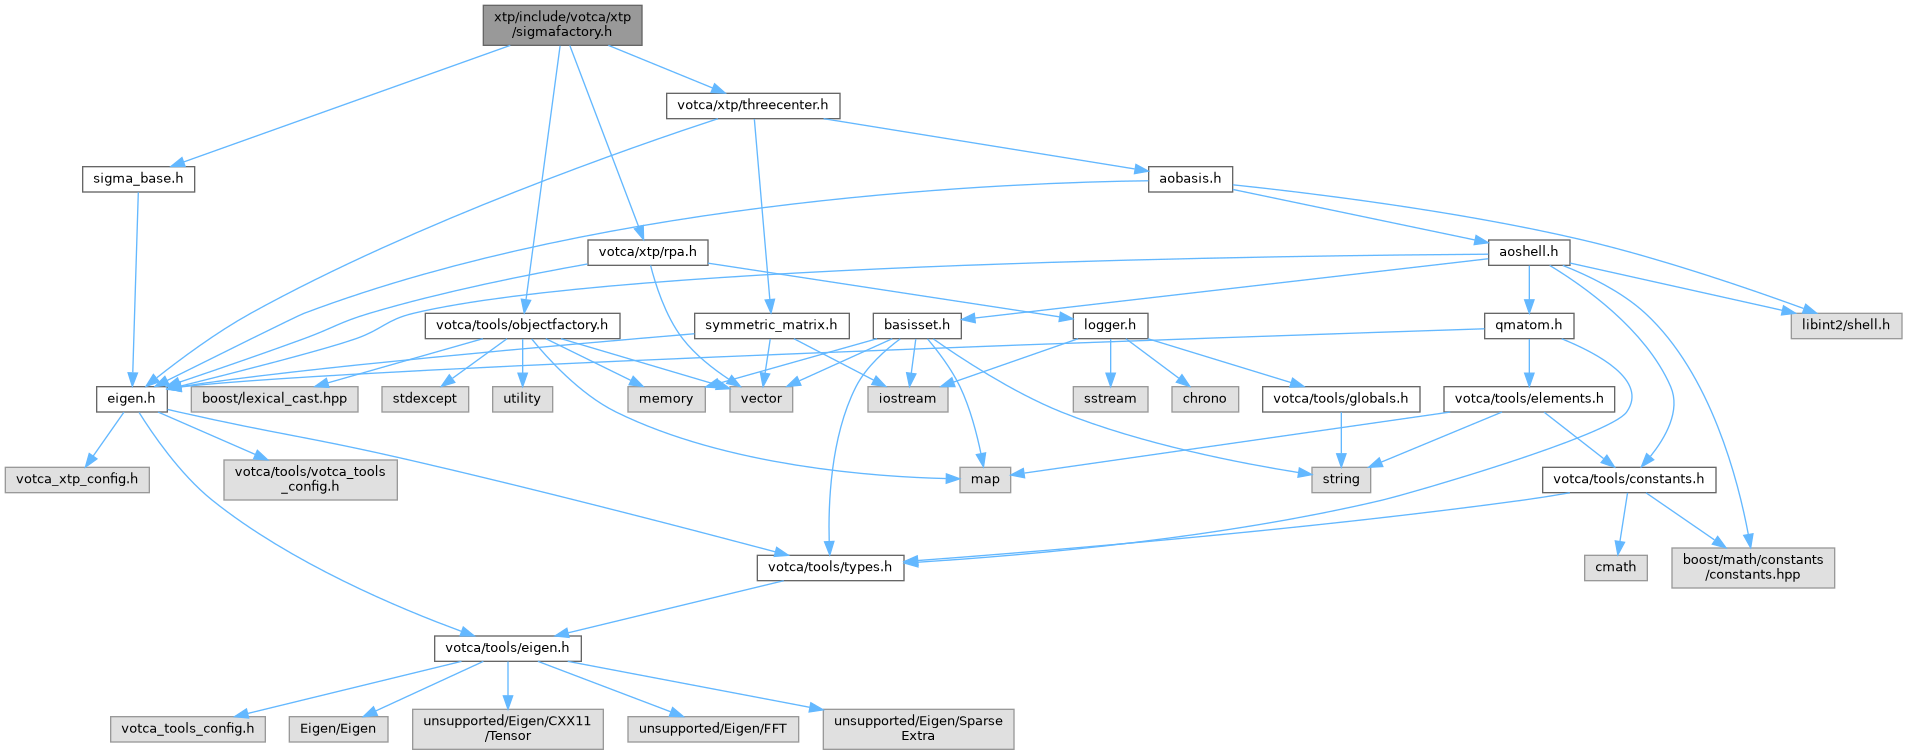 xtp/include/votca/xtp
/sigmafactory.h
votca/xtp/threecenter.h
sigma_base.h
aobasis.h
votca/xtp/rpa.h
aoshell.h
votca/tools/objectfactory.h
symmetric_matrix.h
basisset.h
logger.h
qmatom.h
libint2/shell.h
eigen.h
boost/lexical_cast.hpp
stdexcept
utility
memory
vector
iostream
sstream
chrono
votca/tools/globals.h
votca/tools/elements.h
votca_xtp_config.h
votca/tools/votca_tools
_config.h
map
string
votca/tools/constants.h
votca/tools/types.h
cmath
boost/math/constants
/constants.hpp
votca/tools/eigen.h
votca_tools_config.h
Eigen/Eigen
unsupported/Eigen/CXX11
/Tensor
unsupported/Eigen/FFT
unsupported/Eigen/Sparse
Extra